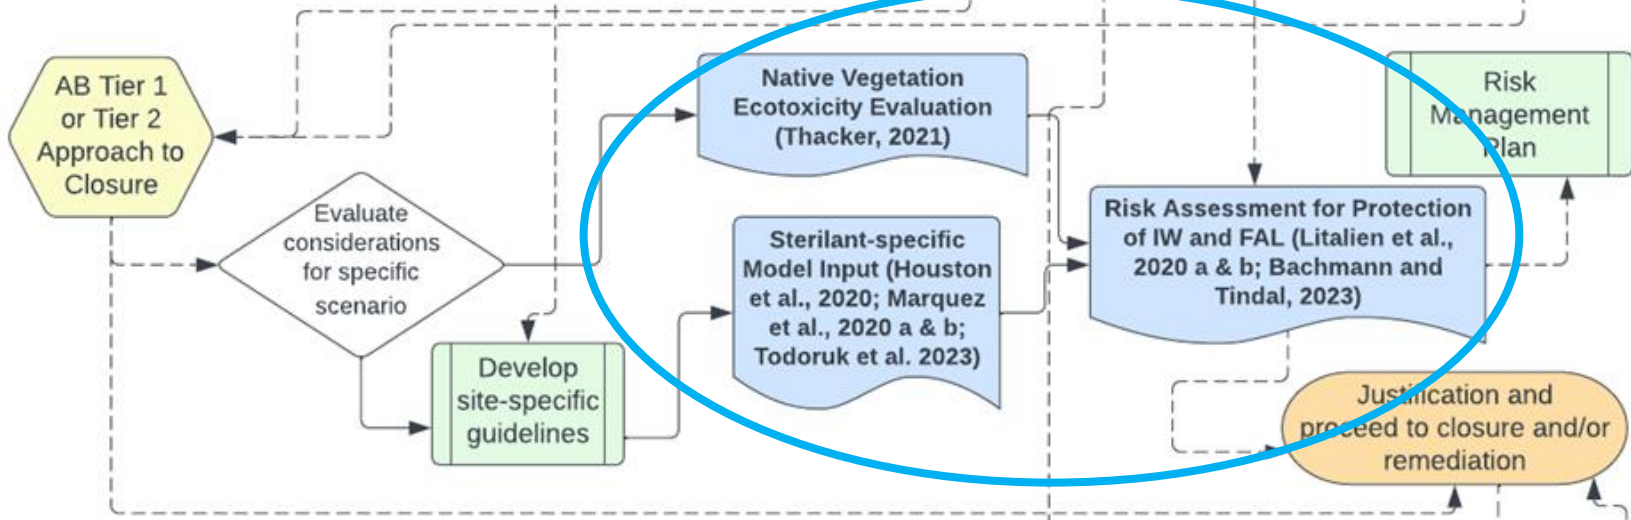 AB Tier 1
or Tier 2
Approach to
Closure
Evaluate
considerations
for specific
scenario
Develop
site-specific
guidelines
Native Vegetation
Ecotoxicity Evaluation
(Thacker, 2021)
Sterilant-specific
Model Input (Houston
et al., 2020; Marquez
et al., 2020 a & b;
Todoruk et al. 2023)
Risk Assessment for Protection
of IW and FAL (Litalien et al.,
2020 a & b; Bachmann and
Tindal, 2023)
Risk
Management
Plan
Justification and
proceed to closure and/or
remediation